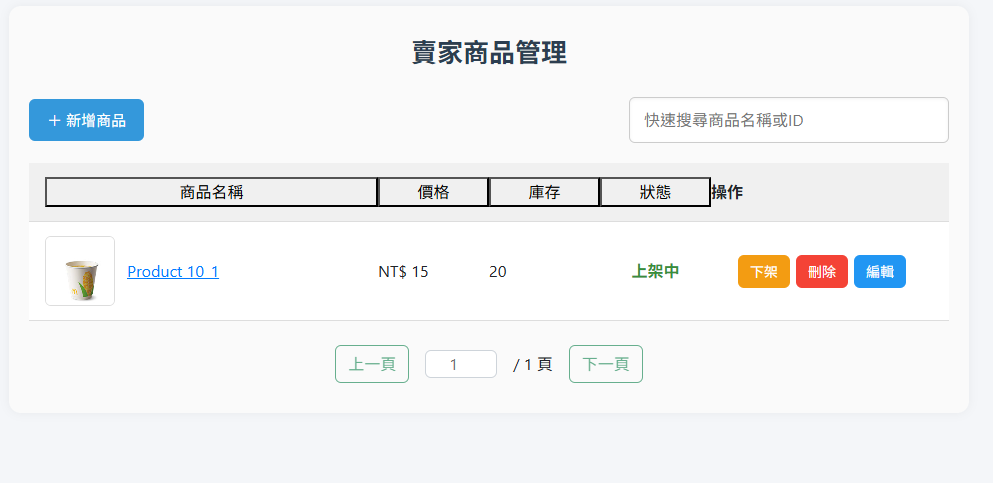 賣家商品管理
＋ 新增商品
快速搜尋商品名稱或ID
商品名稱 價格 庫存 狀態 操作
Product 10_1 NT$ 15 20 上架中 下架 刪除 編輯
上一頁 1 / 1 頁 下一頁